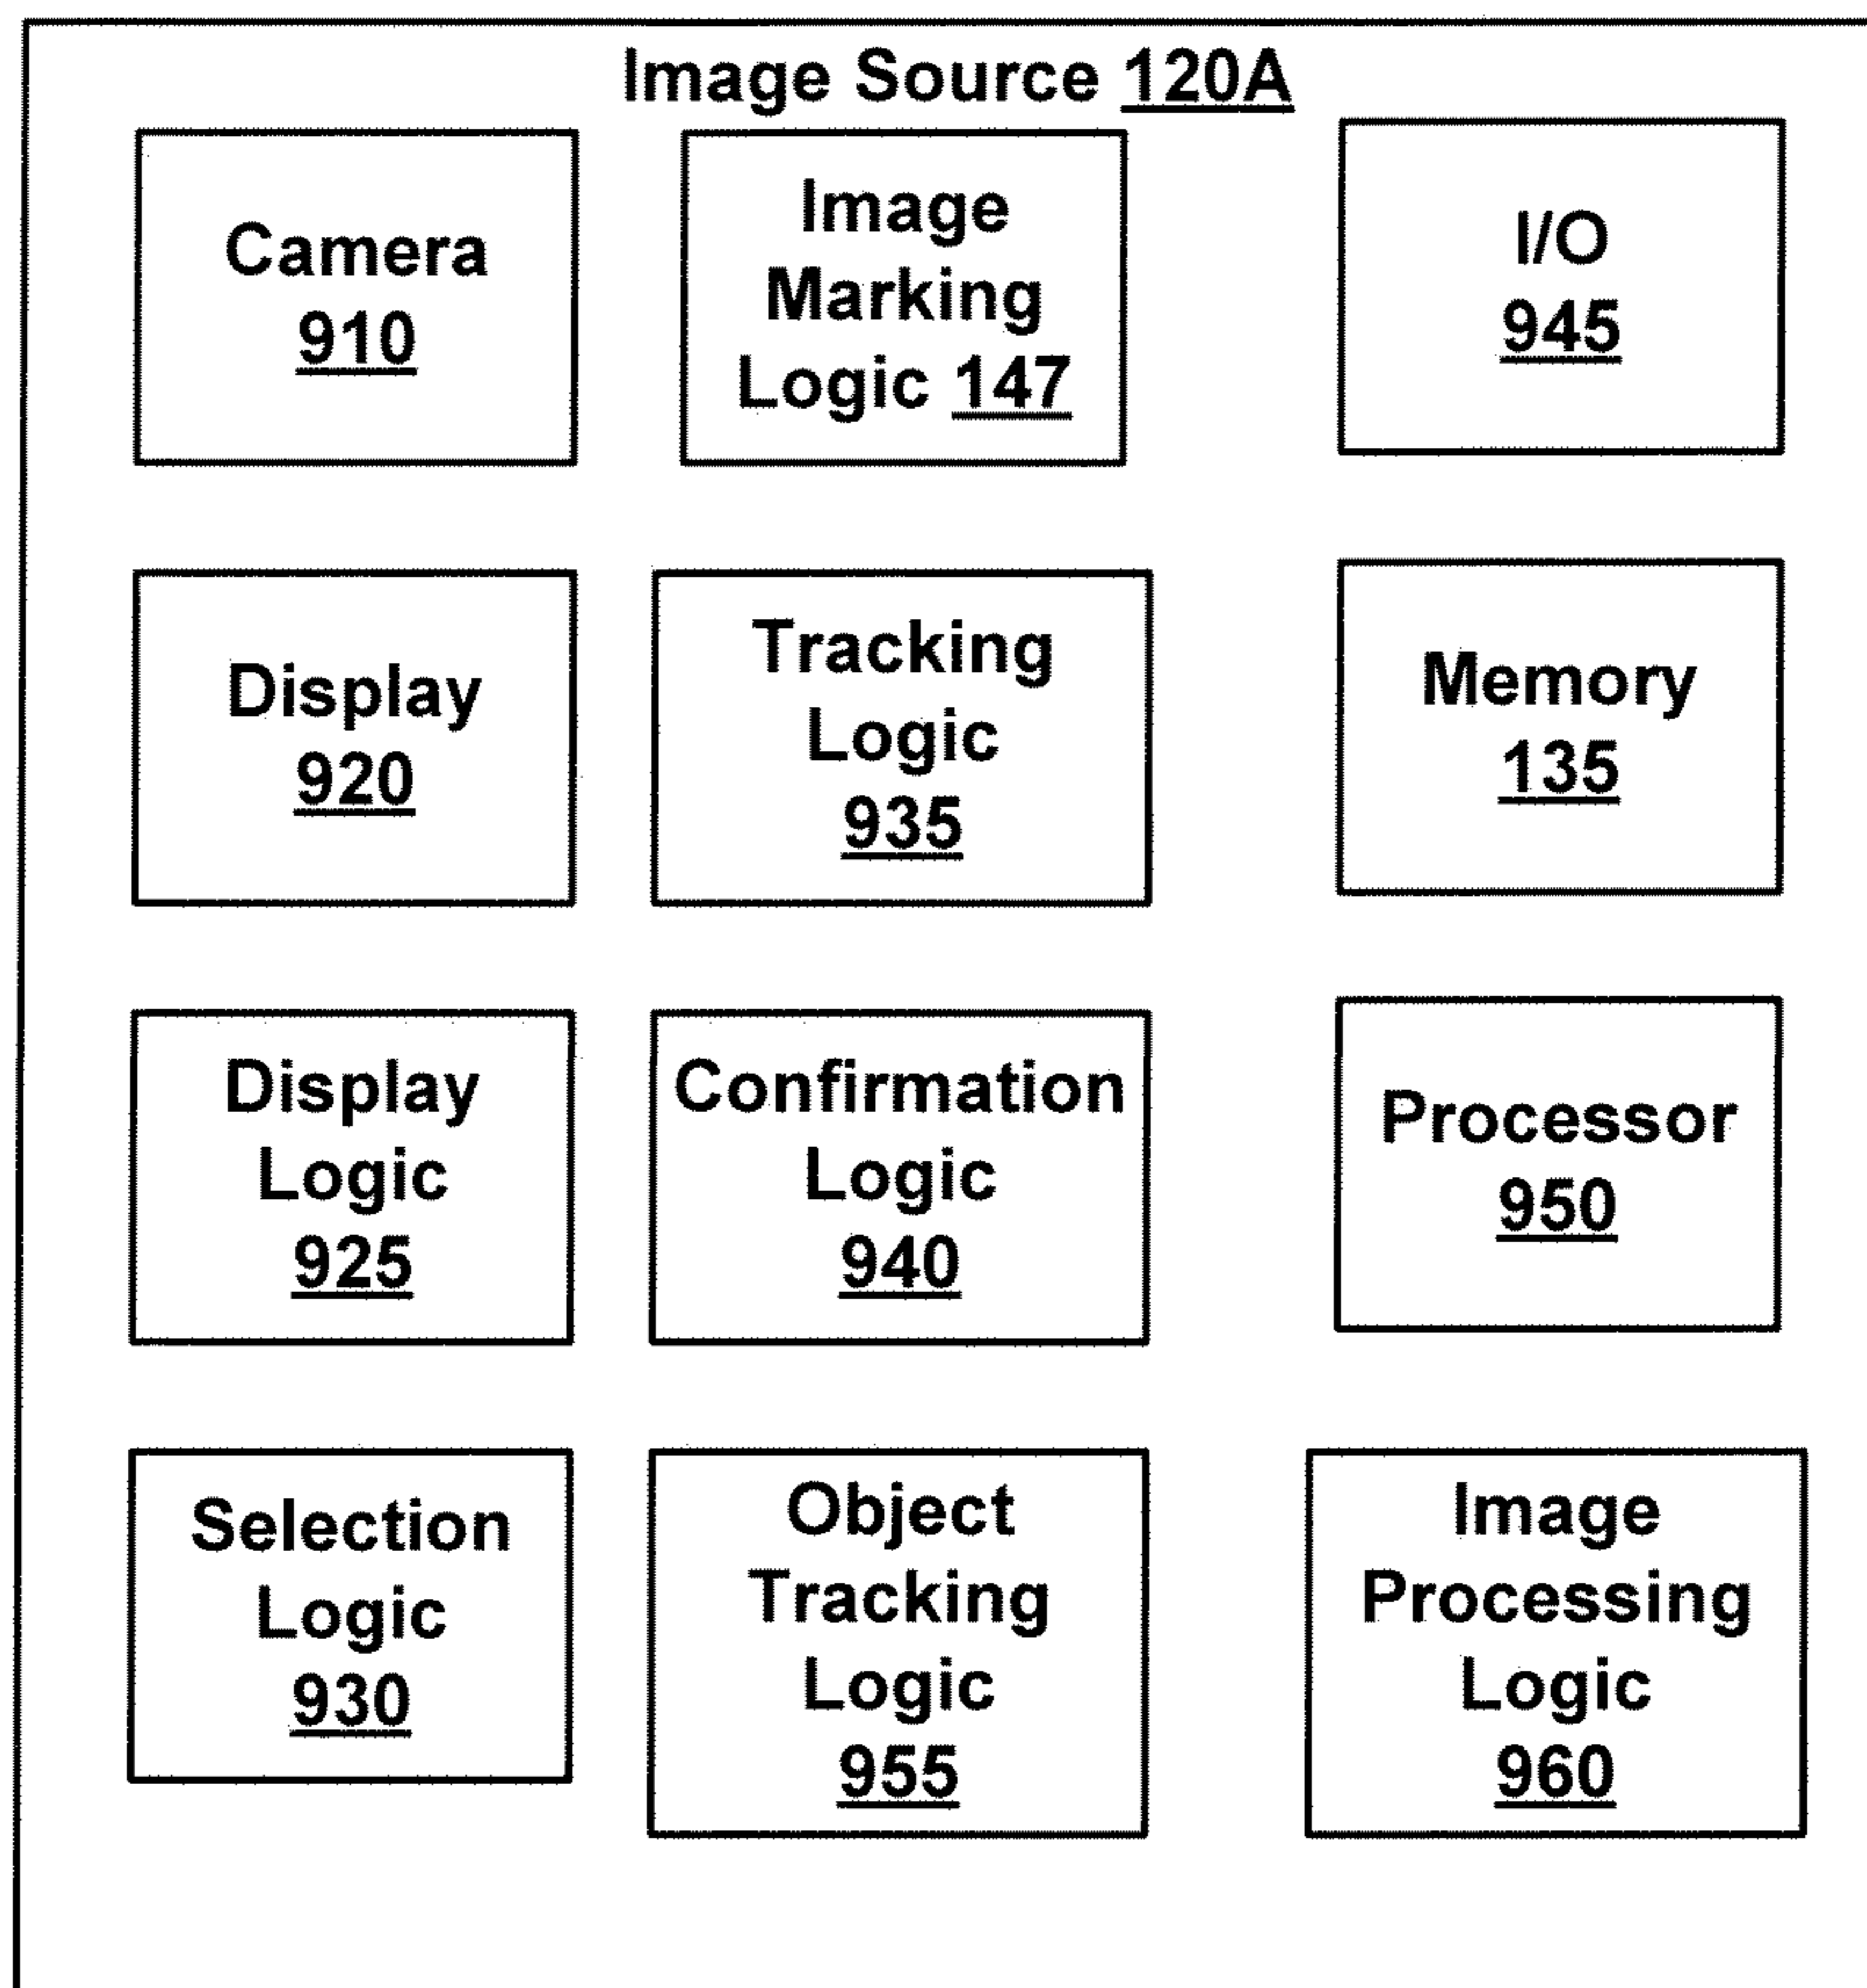 Image Source 120A
Camera
910
Image
Marking
Logic 147
I/O
945
Display
920
Tracking
Logic
935
Memory
135
Display
Logic
925
Confirmation
Logic
940
Processor
950
Selection
Logic
930
Object
Tracking
Logic
955
Image
Processing
Logic
960